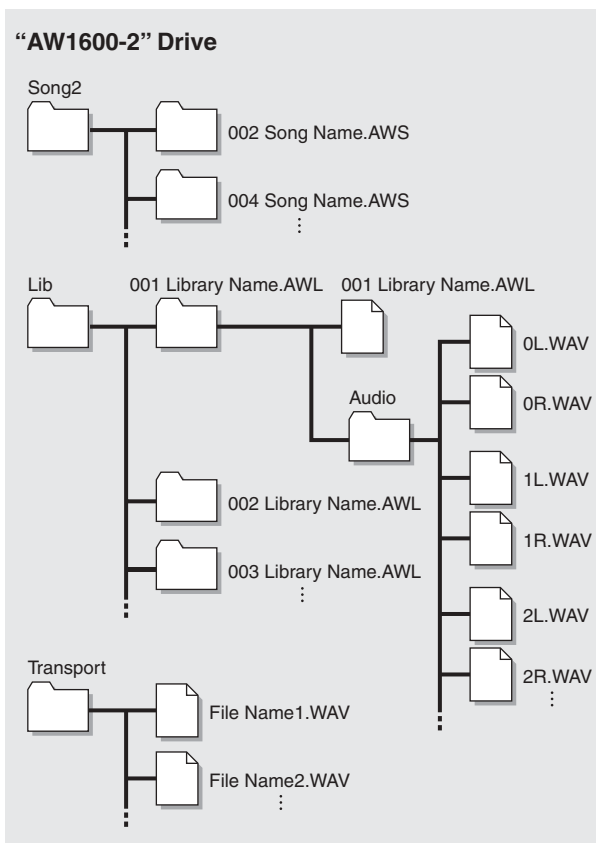 “AW1600-2” Drive
Song2
002 Song Name.AWS
004 Song Name.AWS
Lib
001 Library Name.AWL
001 Library Name.AWL
0L.WAV
Audio
0R.WAV
1L.WAV
002 Library Name.AWL
1R.WAV
003 Library Name.AWL
2L.WAV
Transport
2R.WAV
File Name1.WAV
File Name2.WAV